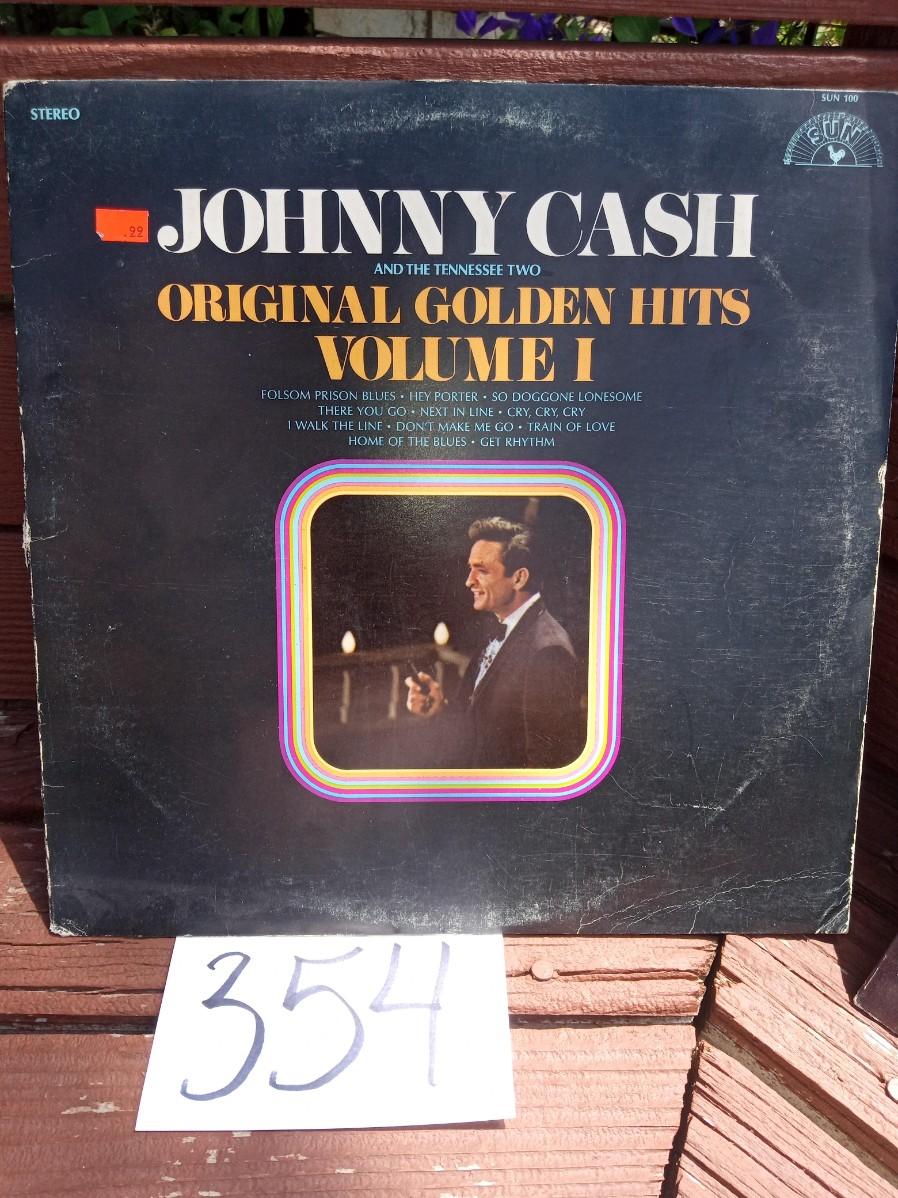 STEREO
SUN 100
SUN
.99
JOHNNY CASH
AND THE TENNESSEE TWO
ORIGINAL GOLDEN HITS
VOLUME I
FOLSOM PRISON BLUES • HEY PORTER • SO DOGGONE LONESOME
THERE YOU GO • NEXT IN LINE • CRY, CRY, CRY
I WALK THE LINE • DON'T MAKE ME GO • TRAIN OF LOVE
HOME OF THE BLUES • GET RHYTHM
354